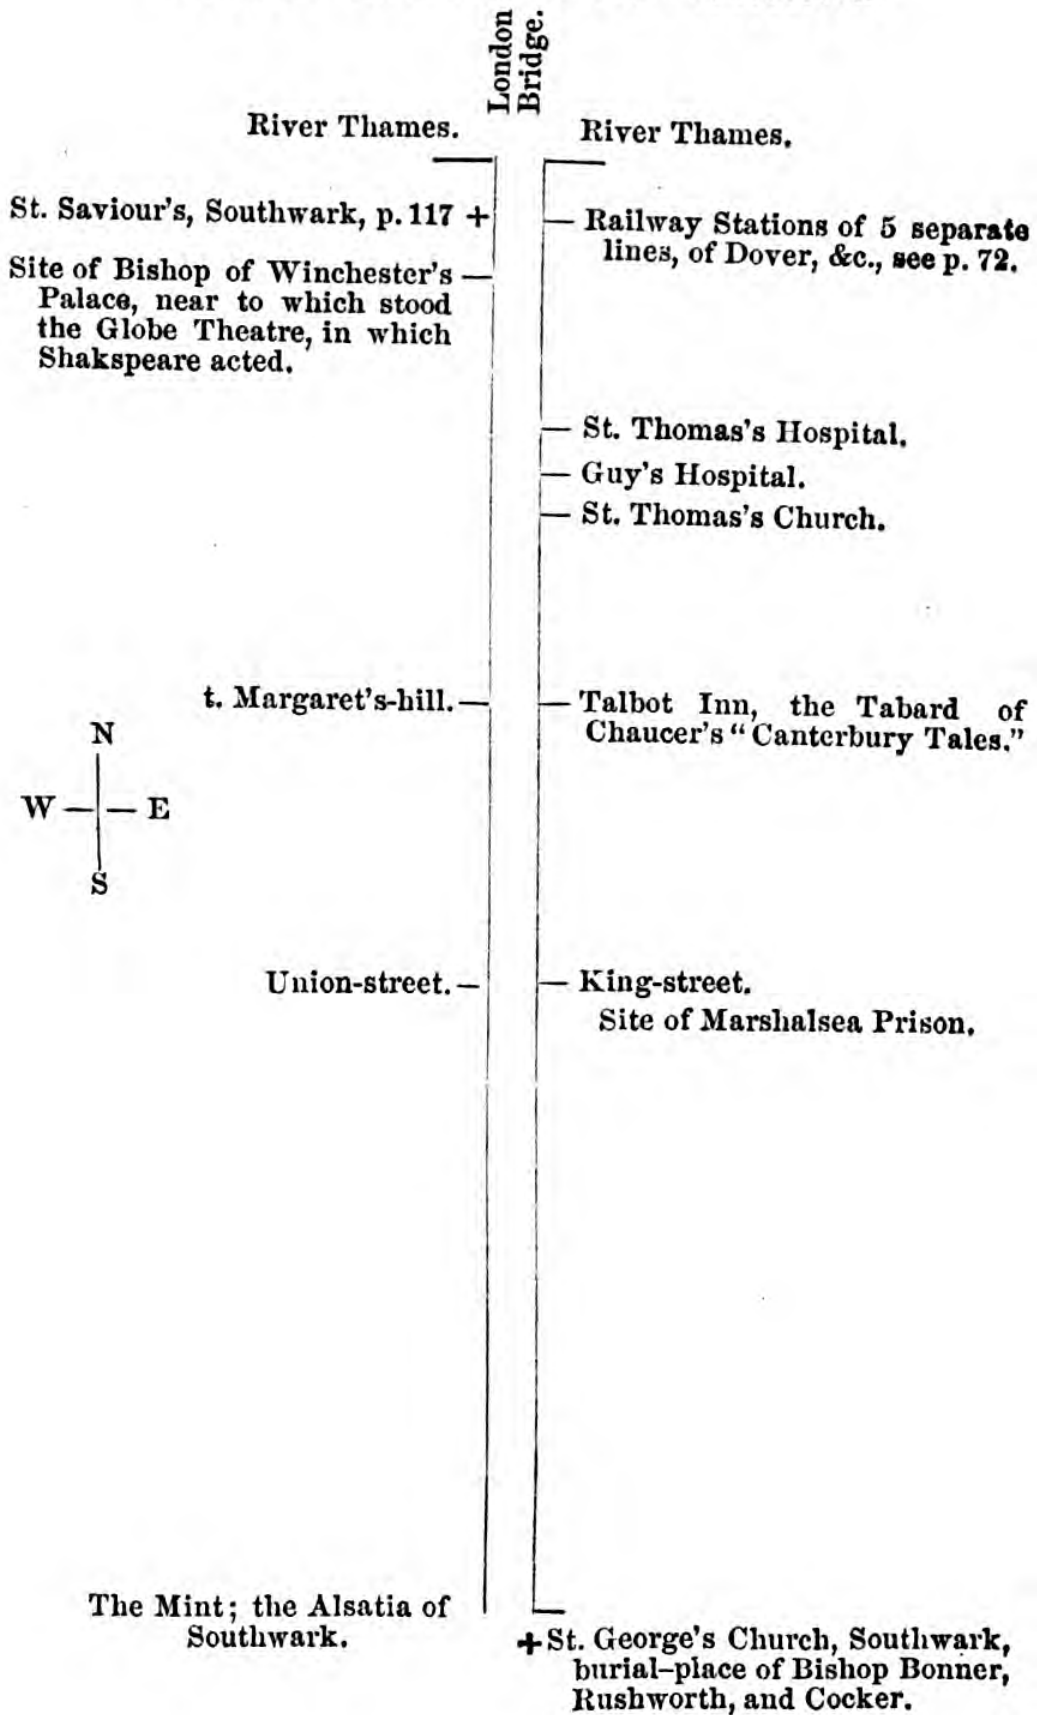 London
Bridge.
River Thames.
River Thames.
St. Saviour's, Southwark, p. 117 +
— Railway Stations of 5 separate
lines, of Dover, &c., see p. 72.
Site of Bishop of Winchester's —
Palace, near to which stood
the Globe Theatre, in which
Shakspeare acted.
— St. Thomas's Hospital.
— Guy's Hospital.
— St. Thomas's Church.
t. Margaret's-hill. —
— Talbot Inn, the Tabard of
Chaucer's "Canterbury Tales."
N
W — — E
S
Union-street. —
— King-street.
Site of Marshalsea Prison.
The Mint; the Alsatia of
Southwark.
+ St. George's Church, Southwark,
burial-place of Bishop Bonner,
Rushworth, and Cocker.